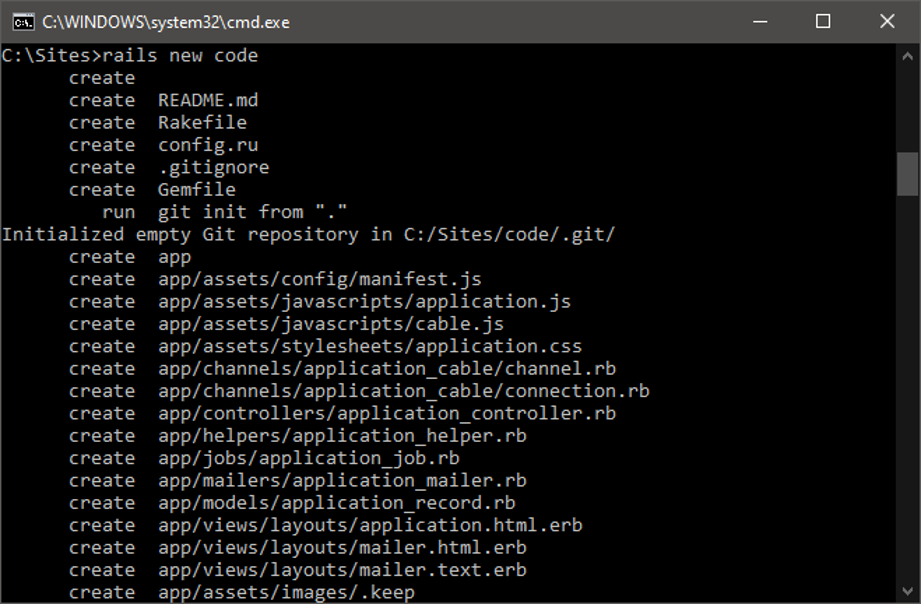 C:\WINDOWS\system32\cmd.exe
C:\Sites>rails new code
      create
      create  README.md
      create  Rakefile
      create  config.ru
      create  .gitignore
      create  Gemfile
         run  git init from "."
Initialized empty Git repository in C:/Sites/code/.git/
      create  app
      create  app/assets/config/manifest.js
      create  app/assets/javascripts/application.js
      create  app/assets/javascripts/cable.js
      create  app/assets/stylesheets/application.css
      create  app/channels/application_cable/channel.rb
      create  app/channels/application_cable/connection.rb
      create  app/controllers/application_controller.rb
      create  app/helpers/application_helper.rb
      create  app/jobs/application_job.rb
      create  app/mailers/application_mailer.rb
      create  app/models/application_record.rb
      create  app/views/layouts/application.html.erb
      create  app/views/layouts/mailer.html.erb
      create  app/views/layouts/mailer.text.erb
      create  app/assets/images/.keep